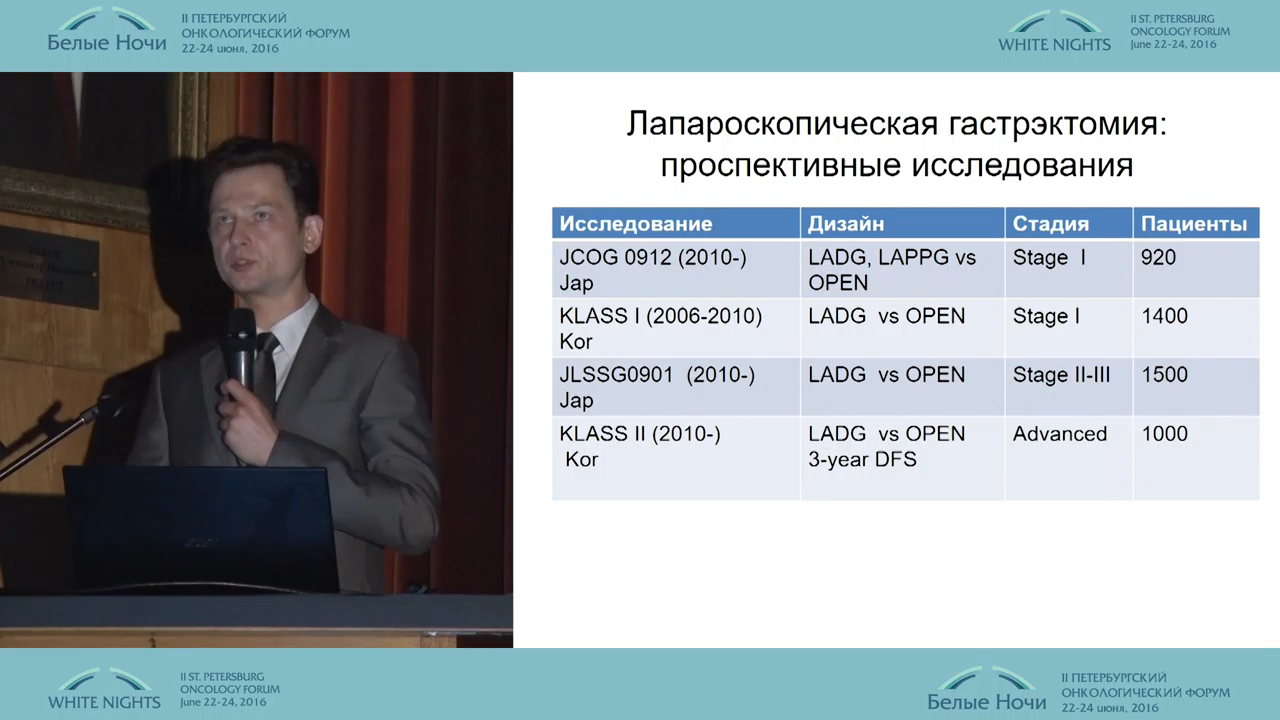 II ПЕТЕРБУРГСКИЙ
ОНКОЛОГИЧЕСКИЙ ФОРУМ
Белые Ночи
22-24 июня, 2016
II ST. PETERSBURG
ONCOLOGY FORUM
WHITE NIGHTS
June 22-24, 2016
Лапароскопическая гастрэктомия:
проспективные исследования
Исследование Дизайн Стадия Пациенты
JCOG 0912 (2010-) LADG, LAPPG vs Stage I 920
Jap OPEN
KLASS I (2006-2010) LADG vs OPEN Stage I 1400
Kor
JLSSG0901 (2010-) LADG vs OPEN Stage II-III 1500
Jap
KLASS II (2010-) LADG vs OPEN Advanced 1000
Kor 3-year DFS
II ST. PETERSBURG
ONCOLOGY FORUM
WHITE NIGHTS
June 22-24, 2016
II ПЕТЕРБУРГСКИЙ
ОНКОЛОГИЧЕСКИЙ ФОРУМ
Белые Ночи
22-24 июня, 2016